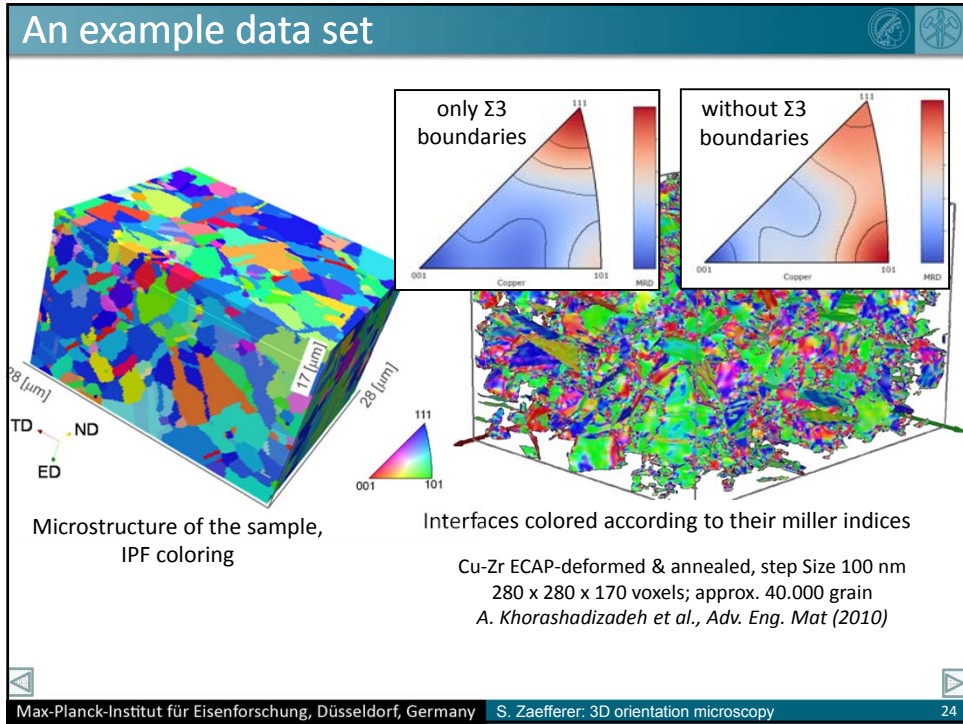 An example data set
only Σ3
boundaries
111
001
101
Copper
MRD
without Σ3
boundaries
111
001
101
Copper
MRD
28 [µm]
17 [µm]
28 [µm]
TD
ND
ED
111
001
101
Microstructure of the sample,
IPF coloring
Interfaces colored according to their miller indices
Cu-Zr ECAP-deformed & annealed, step Size 100 nm
280 x 280 x 170 voxels; approx. 40.000 grain
A. Khorashadizadeh et al., Adv. Eng. Mat (2010)
Max-Planck-Institut für Eisenforschung, Düsseldorf, Germany
S. Zaefferer: 3D orientation microscopy
24